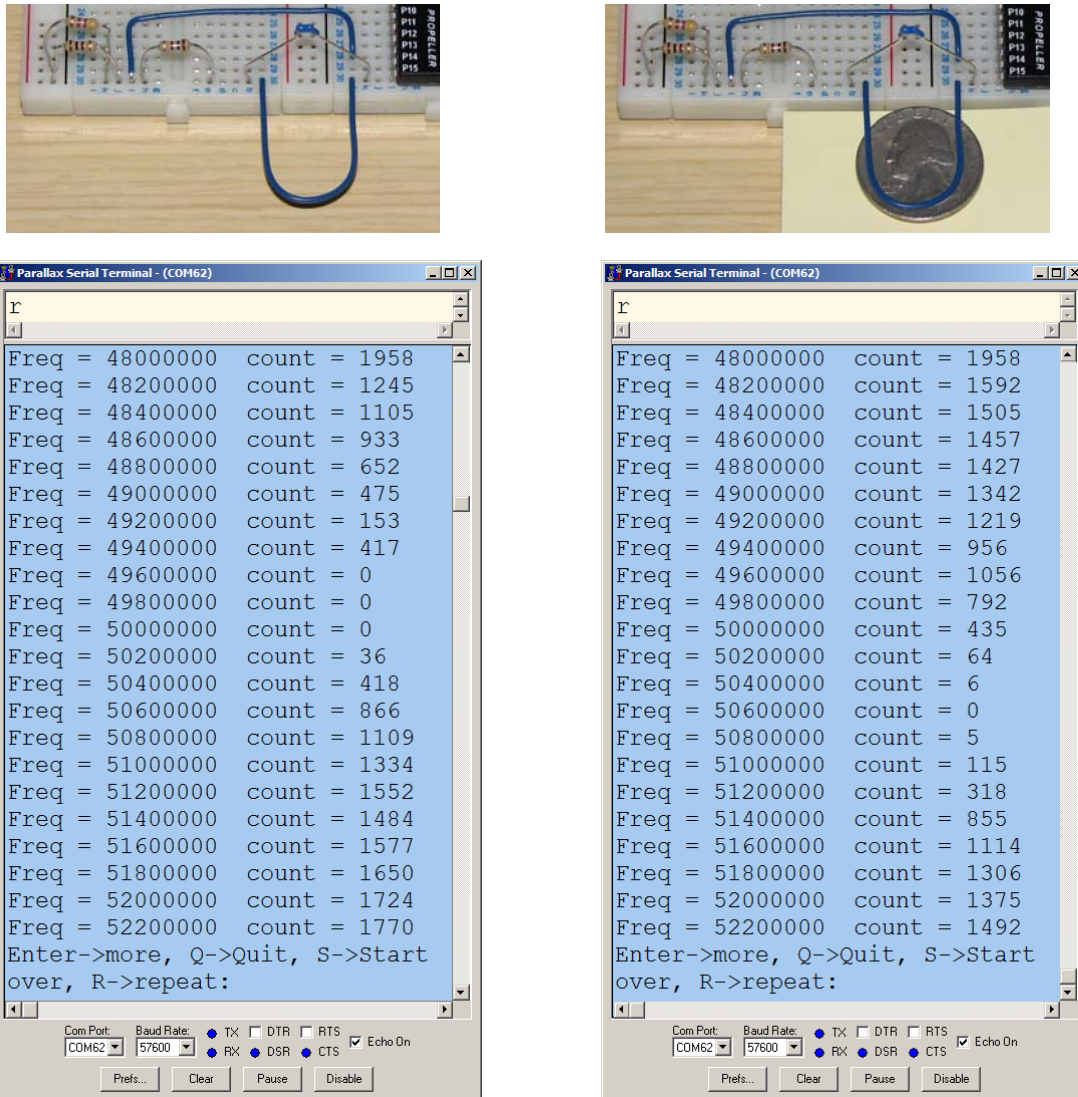 P10
P11
P12
P13
P14
P15
PROPELLER
P10
P11
P12
P13
P14
P15
PROPELLER
Parallax Serial Terminal - (COM62)
r
Freq = 48000000 count = 1958
Freq = 48200000 count = 1245
Freq = 48400000 count = 1105
Freq = 48600000 count = 933
Freq = 48800000 count = 652
Freq = 49000000 count = 475
Freq = 49200000 count = 153
Freq = 49400000 count = 417
Freq = 49600000 count = 0
Freq = 49800000 count = 0
Freq = 50000000 count = 0
Freq = 50200000 count = 36
Freq = 50400000 count = 418
Freq = 50600000 count = 866
Freq = 50800000 count = 1109
Freq = 51000000 count = 1334
Freq = 51200000 count = 1552
Freq = 51400000 count = 1484
Freq = 51600000 count = 1577
Freq = 51800000 count = 1650
Freq = 52000000 count = 1724
Freq = 52200000 count = 1770
Enter->more, Q->Quit, S->Start
over, R->repeat:
Com Port: Baud Rate: TX DTR RTS
COM62 57600 RX DSR CTS Echo On
Prefs... Clear Pause Disable
Parallax Serial Terminal - (COM62)
r
Freq = 48000000 count = 1958
Freq = 48200000 count = 1592
Freq = 48400000 count = 1505
Freq = 48600000 count = 1457
Freq = 48800000 count = 1427
Freq = 49000000 count = 1342
Freq = 49200000 count = 1219
Freq = 49400000 count = 956
Freq = 49600000 count = 1056
Freq = 49800000 count = 792
Freq = 50000000 count = 435
Freq = 50200000 count = 64
Freq = 50400000 count = 6
Freq = 50600000 count = 0
Freq = 50800000 count = 5
Freq = 51000000 count = 115
Freq = 51200000 count = 318
Freq = 51400000 count = 855
Freq = 51600000 count = 1114
Freq = 51800000 count = 1306
Freq = 52000000 count = 1375
Freq = 52200000 count = 1492
Enter->more, Q->Quit, S->Start
over, R->repeat:
Com Port: Baud Rate: TX DTR RTS
COM62 57600 RX DSR CTS Echo On
Prefs... Clear Pause Disable